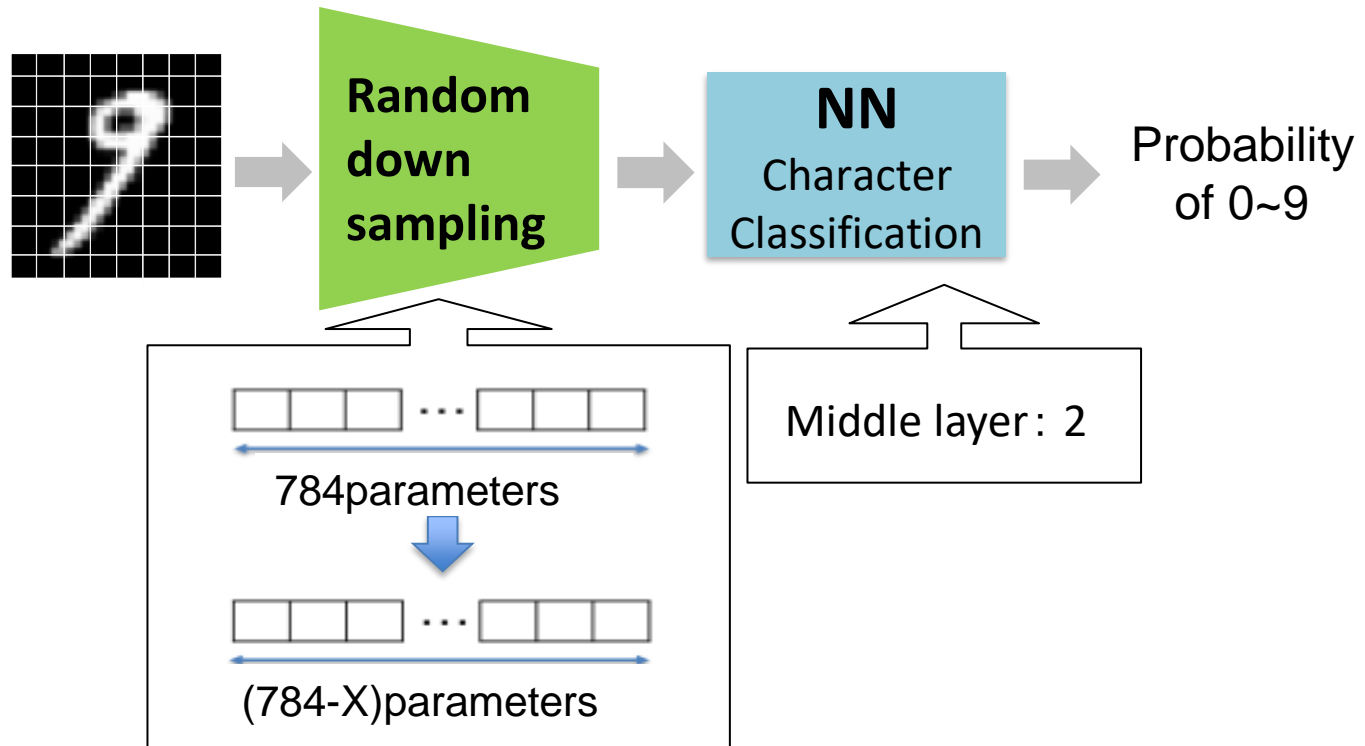 Random
down
sampling
NN
Character
Classification
Probability
of 0~9
784parameters
(784-X)parameters
Middle layer： 2